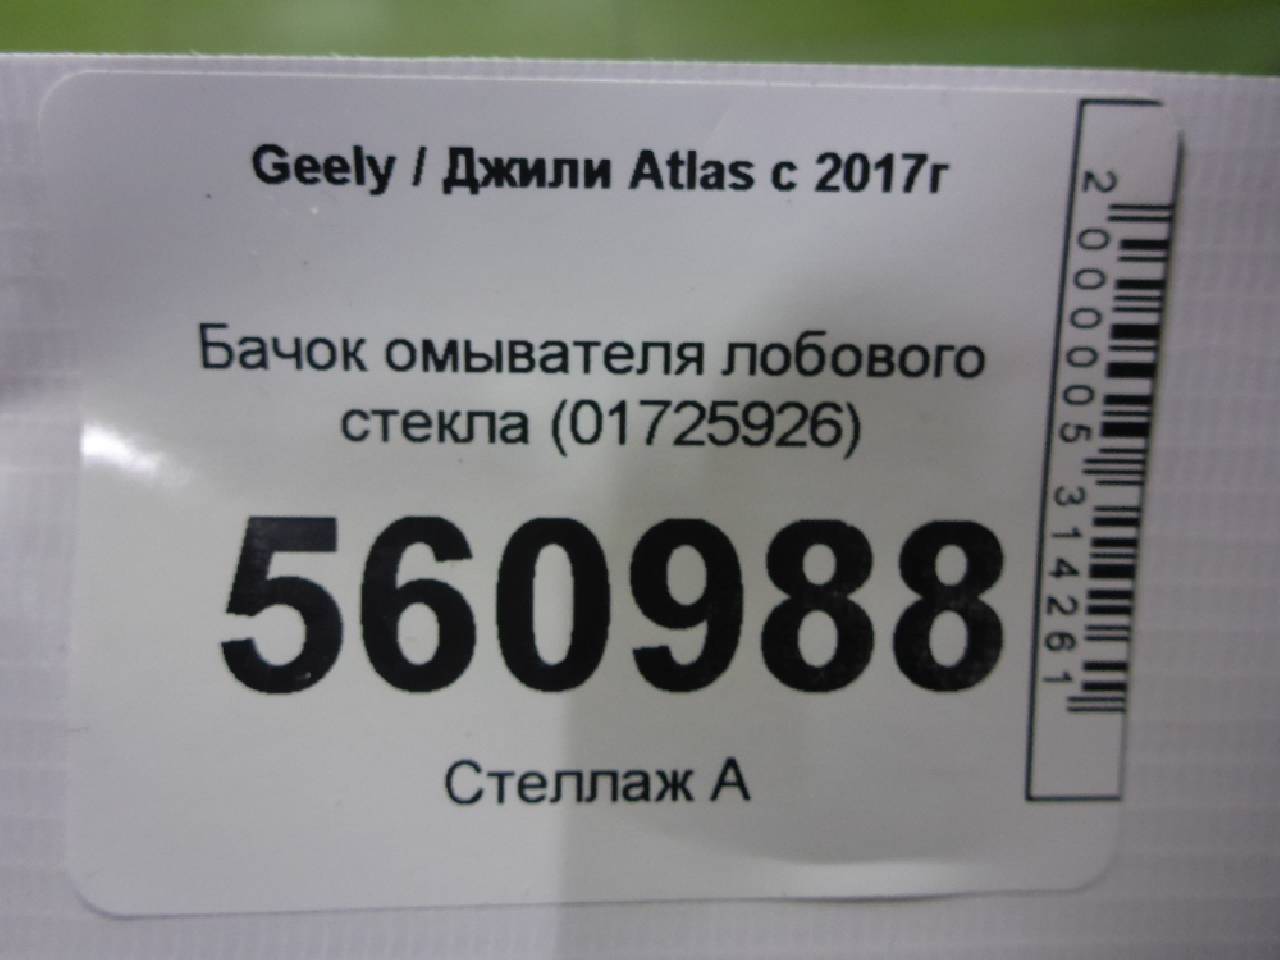 Geely / Джили Atlas с 2017г
Бачок омывателя лобового
стекла (01725926)
560988
Стеллаж А
2000005314261